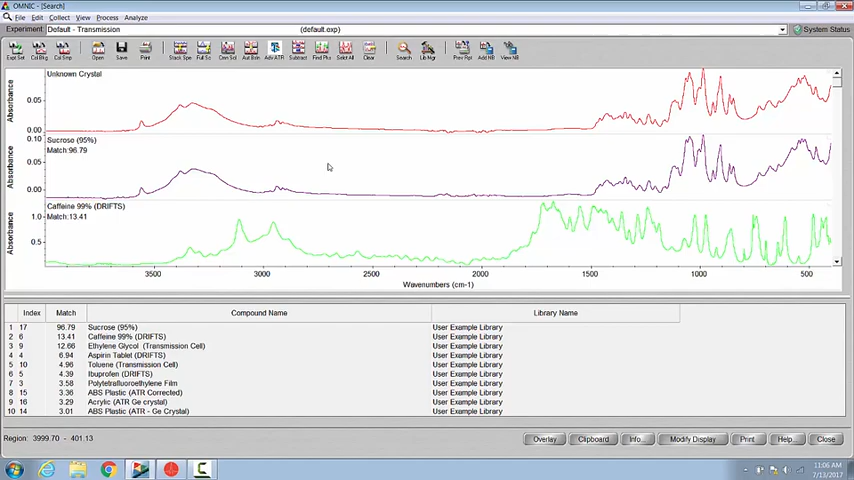 OMNIC - [Search]
File Edit Collect View Process Analyze
Experiment Default - Transmission (default.exp) System Status
Expt Set Col Bkg Col Smp Open Save Print Stack Spe Full Sc Cmn Scl Aut Bsln Adv ATR Subtract Find Pks Selct All Clear Search Lib Mgr Prev Rpt Add NB View NB
Unknown Crystal
Absorbance
0.05
0.00
Sucrose (95%)
Match:96.79
Absorbance
0.10
0.05
0.00
Caffeine 99% (DRIFTS)
Match:13.41
Absorbance
1.0
0.5
3500 3000 2500 2000 1500 1000 500
Wavenumbers (cm-1)
Index Match Compound Name Library Name
1 17 96.79 Sucrose (95%) User Example Library
2 6 13.41 Caffeine 99% (DRIFTS) User Example Library
3 9 12.66 Ethylene Glycol (Transmission Cell) User Example Library
4 4 6.94 Aspirin Tablet (DRIFTS) User Example Library
5 10 4.96 Toluene (Transmission Cell) User Example Library
6 5 4.39 Ibuprofen (DRIFTS) User Example Library
7 3 3.58 Polytetrafluoroethylene Film User Example Library
8 15 3.36 ABS Plastic (ATR Corrected) User Example Library
9 16 3.29 Acrylic (ATR Ge crystal) User Example Library
10 14 3.01 ABS Plastic (ATR - Ge Crystal) User Example Library
Region: 3999.70 - 401.13
Overlay Clipboard Info... Modify Display Print Help... Close
11:06 AM
7/13/2017